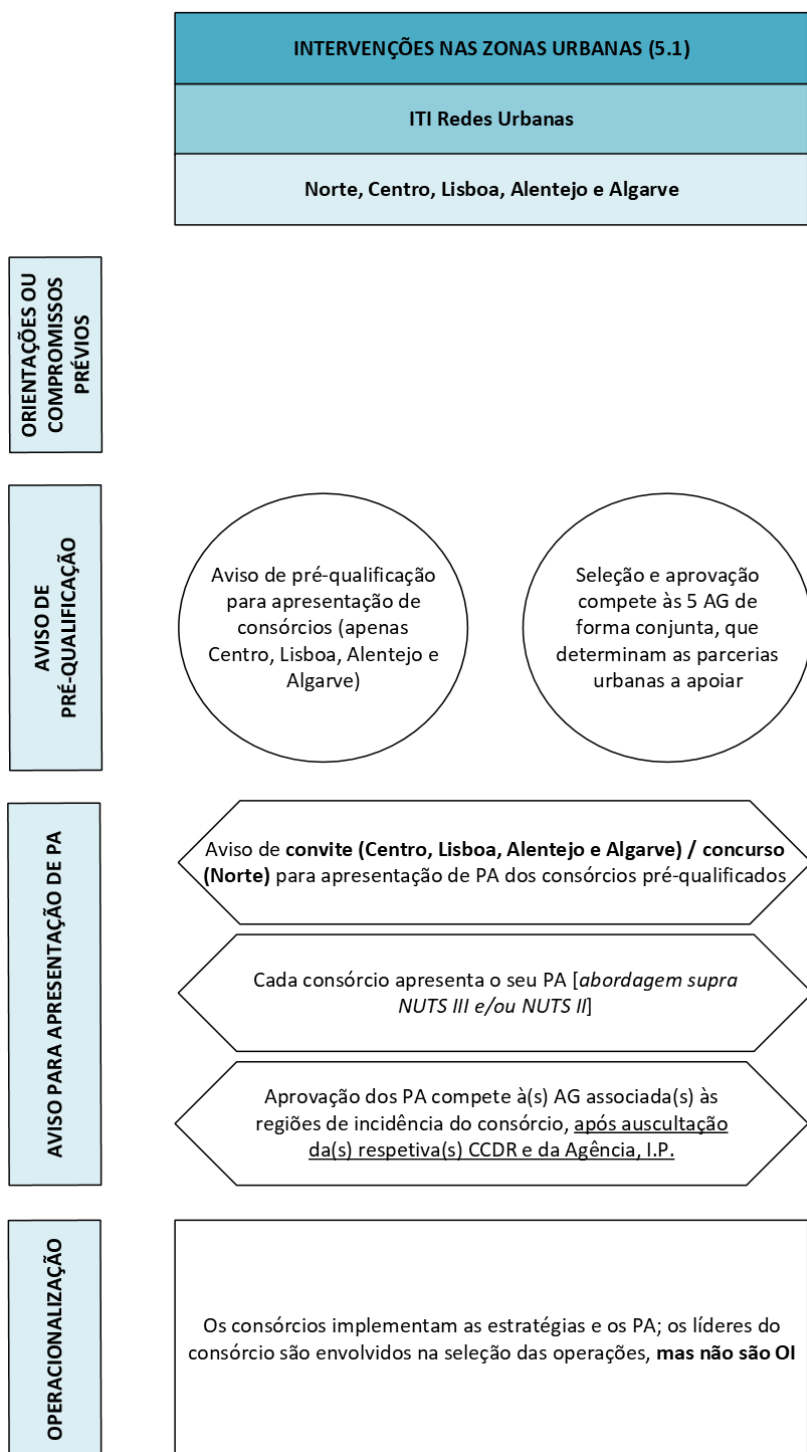 INTERVENÇÕES NAS ZONAS URBANAS (5.1)
ITI Redes Urbanas
Norte, Centro, Lisboa, Alentejo e Algarve
ORIENTAÇÕES OU
COMPROMISSOS
PRÉVIOS
AVISO DE
PRÉ-QUALIFICAÇÃO
Aviso de pré-qualificação
para apresentação de
consórcios (apenas
Centro, Lisboa, Alentejo e
Algarve)
Seleção e aprovação
compete às 5 AG de
forma conjunta, que
determinam as parcerias
urbanas a apoiar
AVISO PARA APRESENTAÇÃO DE PA
Aviso de convite (Centro, Lisboa, Alentejo e Algarve) / concurso
(Norte) para apresentação de PA dos consórcios pré-qualificados
Cada consórcio apresenta o seu PA [abordagem supra
NUTS III e/ou NUTS II]
Aprovação dos PA compete à(s) AG associada(s) às
regiões de incidência do consórcio, após auscultação
da(s) respetiva(s) CCDR e da Agência, I.P.
OPERACIONALIZAÇÃO
Os consórcios implementam as estratégias e os PA; os líderes do
consórcio são envolvidos na seleção das operações, mas não são OI